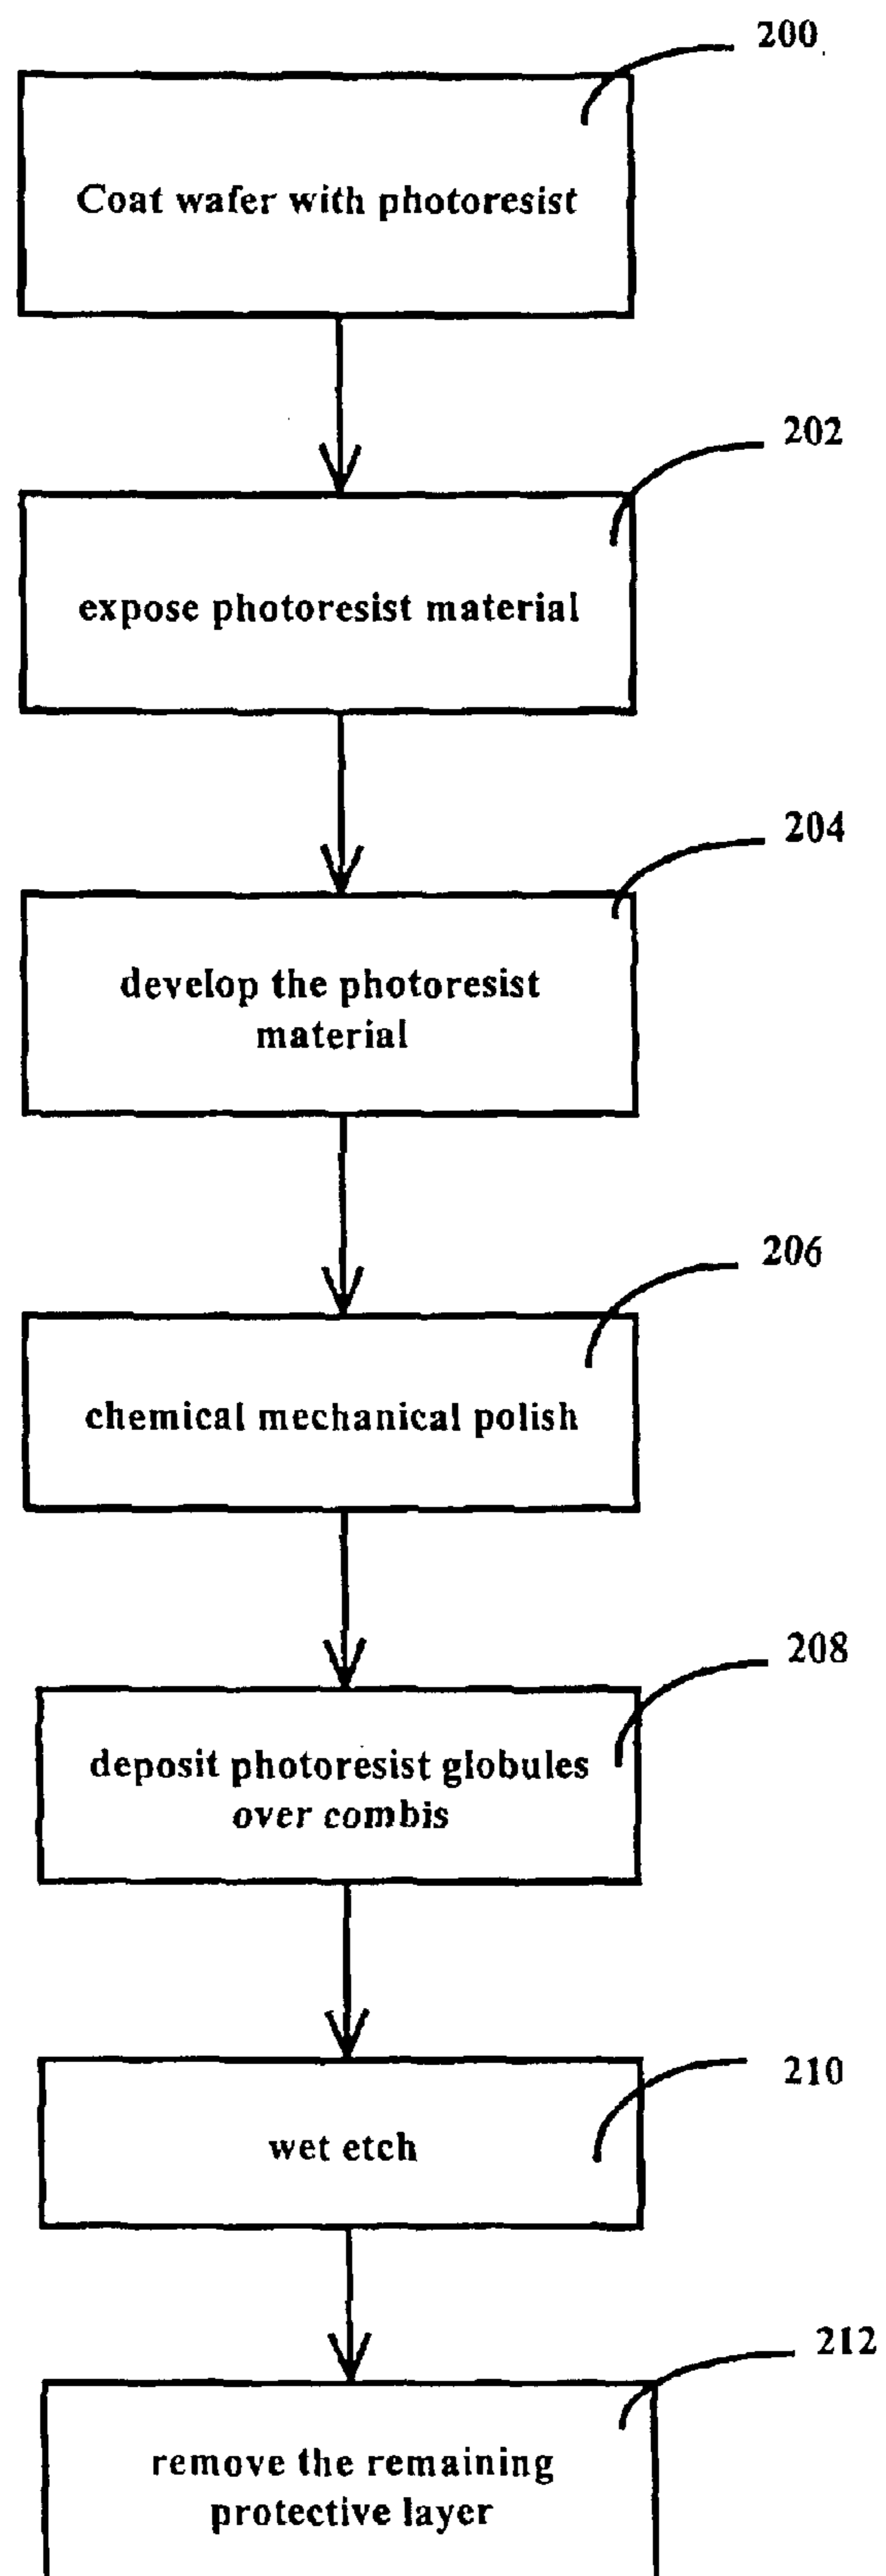 200
Coat wafer with photoresist
202
expose photoresist material
204
develop the photoresist
material
206
chemical mechanical polish
208
deposit photoresist globules
over combis
210
wet etch
212
remove the remaining
protective layer